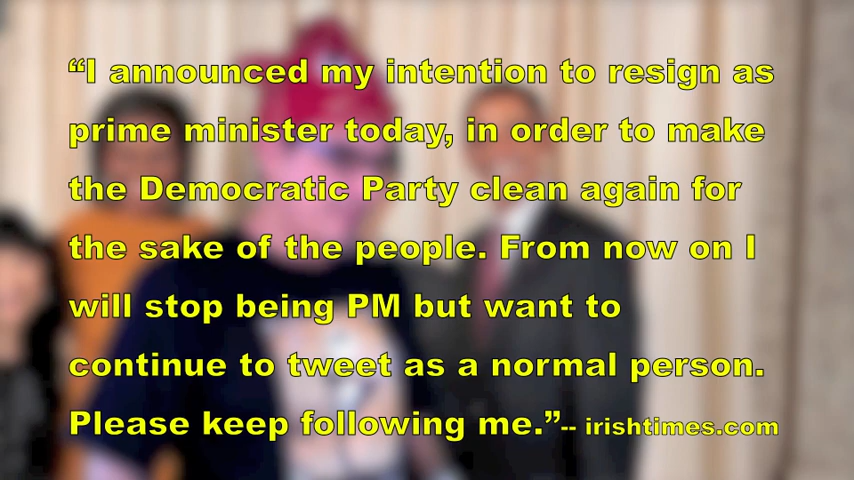 “I announced my intention to resign as
prime minister today, in order to make
the Democratic Party clean again for
the sake of the people. From now on I
will stop being PM but want to
continue to tweet as a normal person.
Please keep following me.”-- irishtimes.com